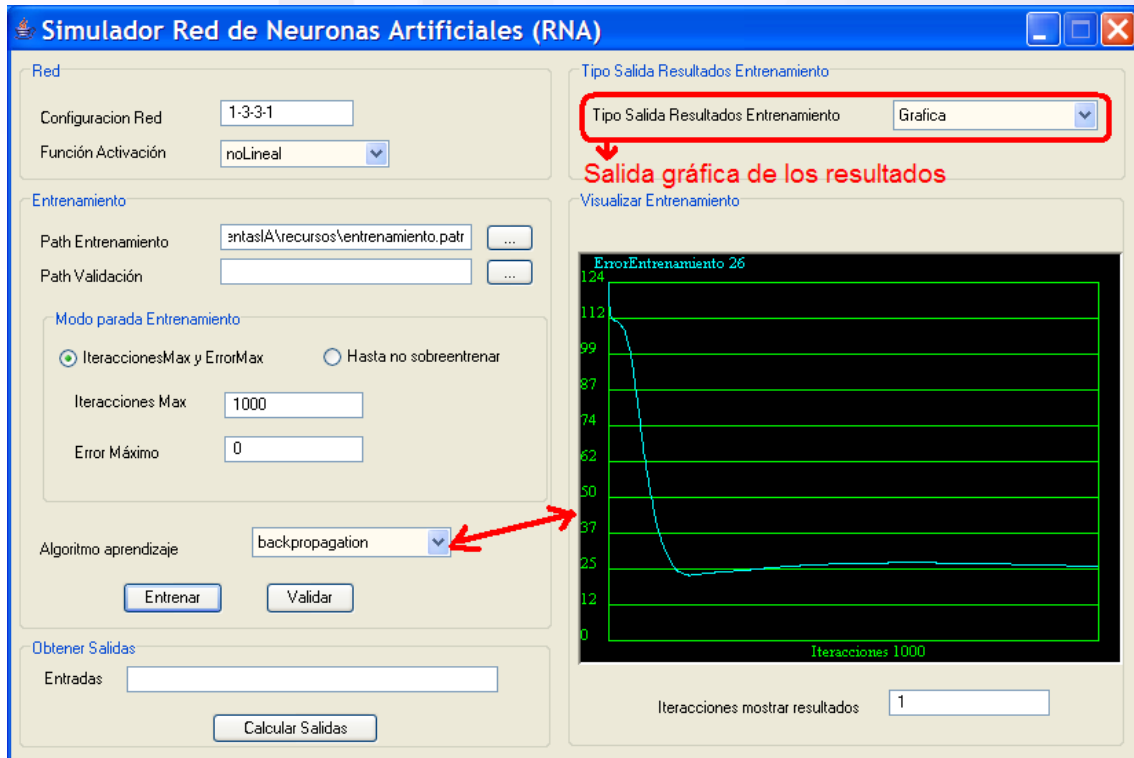 Simulador Red de Neuronas Artificiales (RNA)
Red
Configuracion Red 1-3-3-1
Función Activación noLineal
Tipo Salida Resultados Entrenamiento
Tipo Salida Resultados Entrenamiento Grafica
Salida gráfica de los resultados
Entrenamiento
Path Entrenamiento entasIA\recursos\entrenamiento.patr ...
Path Validación ...
Modo parada Entrenamiento
IteraccionesMax y ErrorMax Hasta no sobreentrenar
Iteracciones Max 1000
Error Máximo 0
Algoritmo aprendizaje backpropagation
Entrenar Validar
Obtener Salidas
Entradas
Calcular Salidas
Visualizar Entrenamiento
ErrorEntrenamiento 26
124
112
99
87
74
62
50
37
25
12
0
Iteracciones 1000
Iteracciones mostrar resultados 1